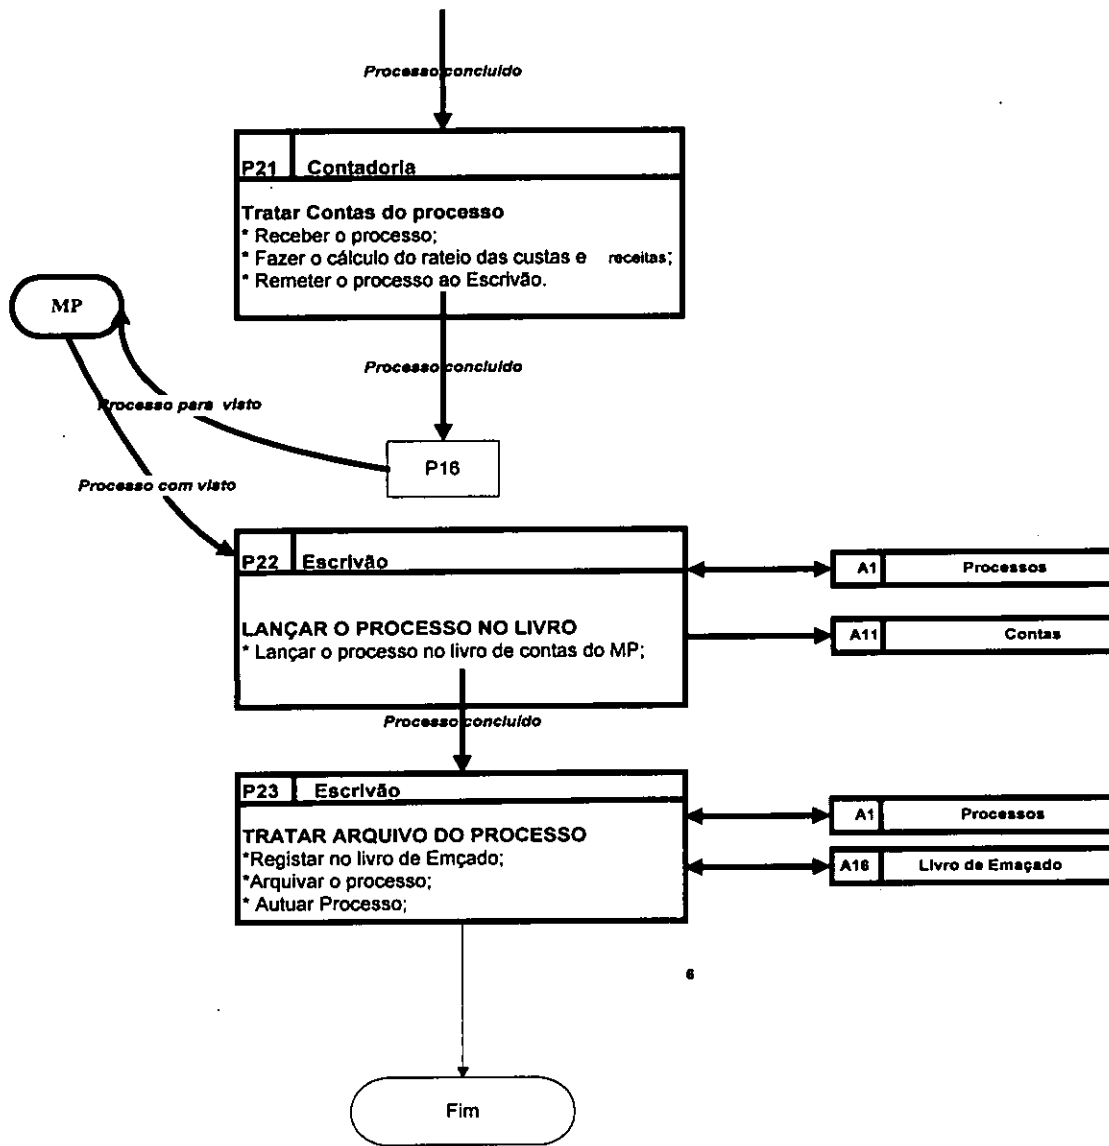 Processo concluído
P21 Contadoria
Tratar Contas do processo
* Receber o processo;
* Fazer o cálculo do rateio das custas e receitas;
* Remeter o processo ao Escrivão.
MP
Processo concluído
Processo para visto
P16
Processo com visto
P22 Escrivão
A1 Processos
LANÇAR O PROCESSO NO LIVRO
* Lançar o processo no livro de contas do MP;
A11 Contas
Processo concluído
P23 Escrivão
A1 Processos
TRATAR ARQUIVO DO PROCESSO
*Registar no livro de Emçado;
*Arquivar o processo;
* Autuar Processo;
A16 Livro de Emaçado
6
Fim